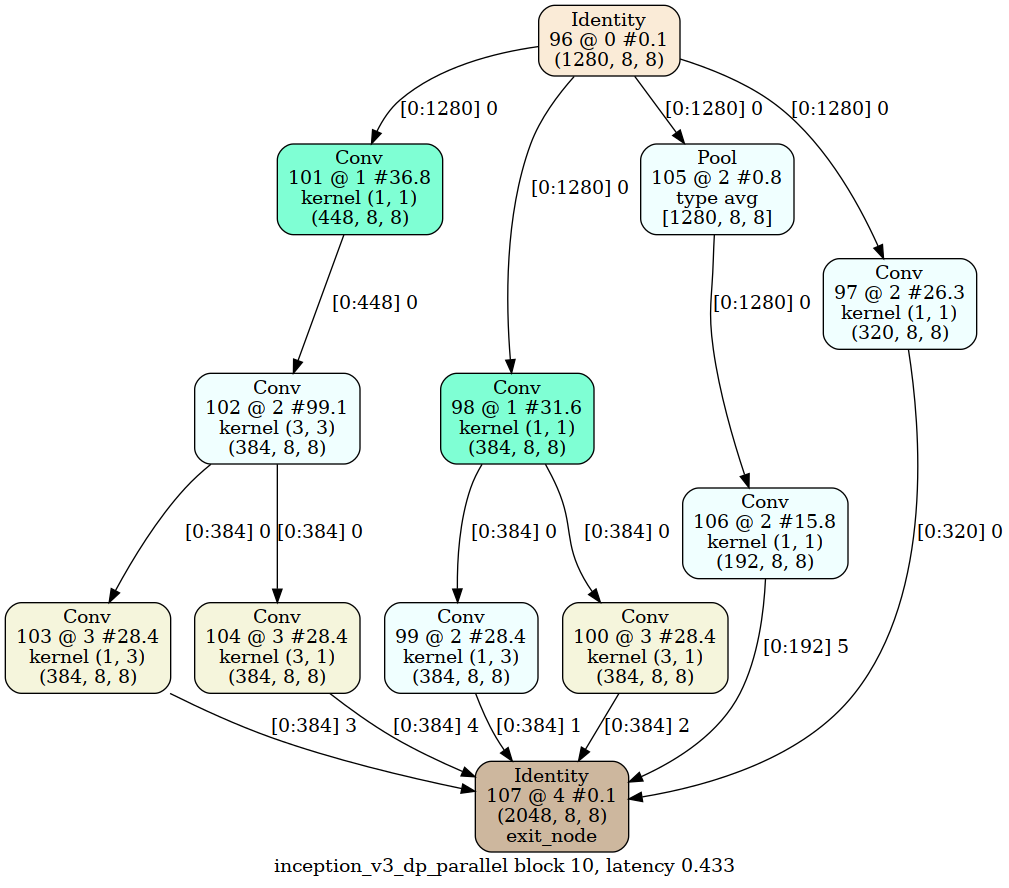 Identity
96 @ 0 #0.1
(1280, 8, 8)
[0:1280] 0
[0:1280] 0
[0:1280] 0
[0:1280] 0
Conv
101 @ 1 #36.8
kernel (1, 1)
(448, 8, 8)
Pool
105 @ 2 #0.8
type avg
[1280, 8, 8]
Conv
97 @ 2 #26.3
kernel (1, 1)
(320, 8, 8)
[0:448] 0
[0:1280] 0
Conv
102 @ 2 #99.1
kernel (3, 3)
(384, 8, 8)
Conv
98 @ 1 #31.6
kernel (1, 1)
(384, 8, 8)
Conv
106 @ 2 #15.8
kernel (1, 1)
(192, 8, 8)
[0:384] 0
[0:384] 0
[0:384] 0
[0:384] 0
[0:320] 0
Conv
103 @ 3 #28.4
kernel (1, 3)
(384, 8, 8)
Conv
104 @ 3 #28.4
kernel (3, 1)
(384, 8, 8)
Conv
99 @ 2 #28.4
kernel (1, 3)
(384, 8, 8)
Conv
100 @ 3 #28.4
kernel (3, 1)
(384, 8, 8)
[0:192] 5
[0:384] 3
[0:384] 4
[0:384] 1
[0:384] 2
Identity
107 @ 4 #0.1
(2048, 8, 8)
exit_node
inception_v3_dp_parallel block 10, latency 0.433